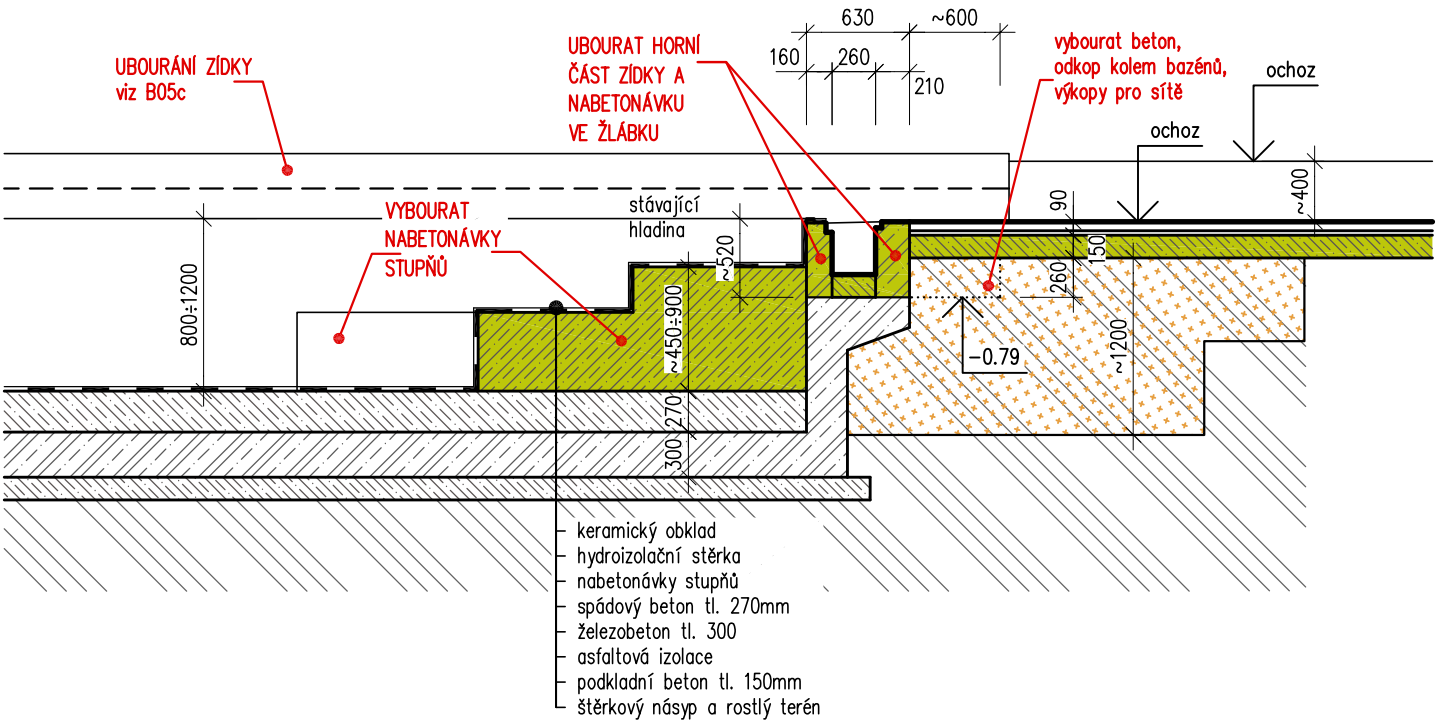 630
~600
160
260
210
UBOURÁNÍ ZÍDKY
viz B05c
UBOURAT HORNÍ
ČÁST ZÍDKY A
NABETONÁVKU
VE ŽLÁBKU
vybourat beton,
odkop kolem bazénů,
výkopy pro sítě
ochoz
ochoz
~400
90
150
260
~1200
-0.79
stávající
hladina
~520
VYBOURAT
NABETONÁVKY
STUPŇŮ
800÷1200
~450÷900
270
300
keramický obklad
hydroizolační stěrka
nabetonávky stupňů
spádový beton tl. 270mm
železobeton tl. 300
asfaltová izolace
podkladní beton tl. 150mm
štěrkový násyp a rostlý terén